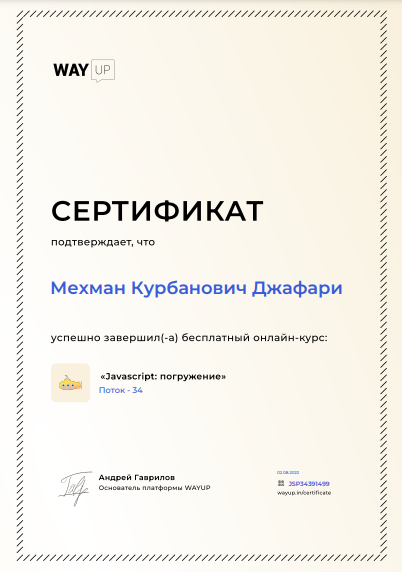 WAY UP
СЕРТИФИКАТ
подтверждает, что
Мехман Курбанович Джафари
успешно завершил(-а) бесплатный онлайн-курс:
«Javascript: погружение»
Поток - 34
Андрей Гаврилов
Основатель платформы WAYUP
02.08.2022
JSP34391499
wayup.in/certificate